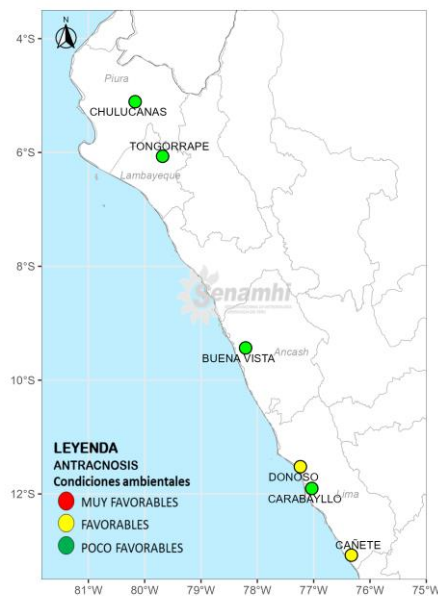 4°S
Piura
CHULUCANAS
TONGORRAPE
6°S
Lambayeque
8°S
Senamhi
BUENA VISTA
Ancash
10°S
LEYENDA
ANTRACNOSIS
Condiciones ambientales
MUY FAVORABLES
FAVORABLES
POCO FAVORABLES
DONOSO
CARABAYLLO
Lima
12°S
CAÑETE
81°W 80°W 79°W 78°W 77°W 76°W 75°W